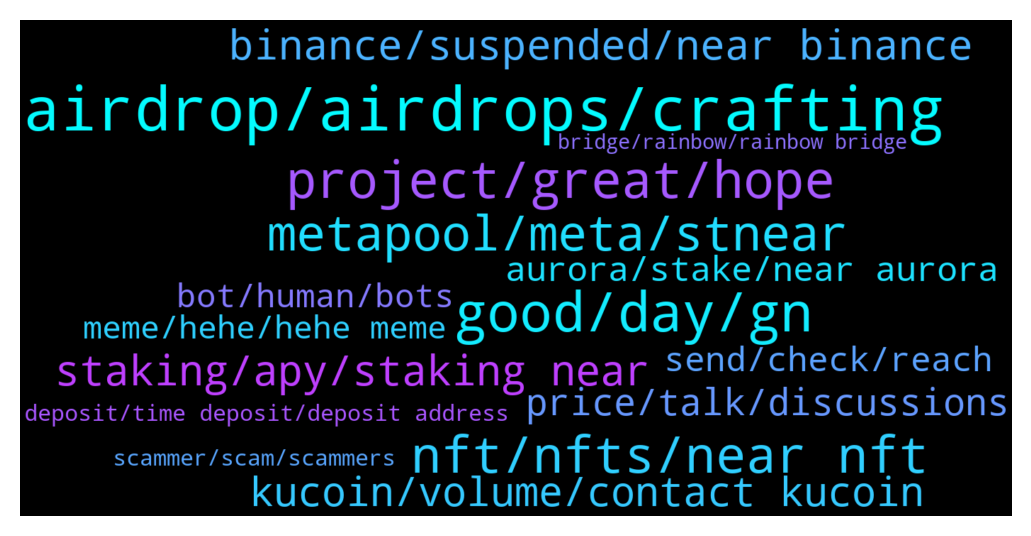 binance/suspended/near binance
airdrop/airdrops/crafting
bridge/rainbow/rainbow bridge
project/great/hope
metapool/meta/stnear
aurora/stake/near aurora
bot/human/bots
good/day/gn
meme/hehe/hehe meme
send/check/reach
staking/apy/staking near
price/talk/discussions
deposit/time deposit/deposit address
nft/nfts/near nft
scammer/scam/scammers
kucoin/volume/contact kucoin